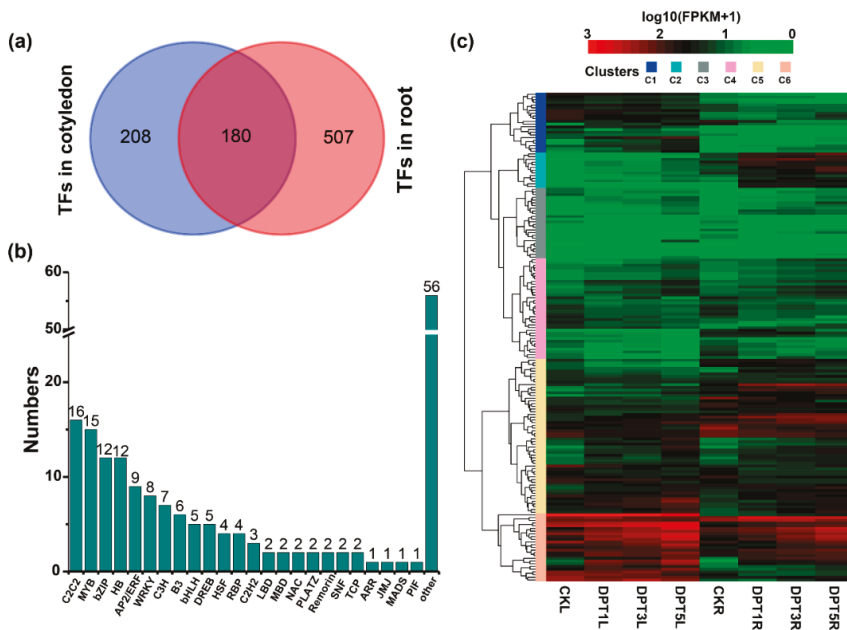 (a)
TFs in cotyledon
208
180
507
TFs in root
(b)
Numbers
60
50
20
10
0
16
15
12
12
9
8
7
6
5
5
4
4
3
2
2
2
2
2
2
2
1
1
1
1
56
C2C2
MYB
bZIP
HB
AP2/ERF
WRKY
C3H
B3
bHLH
DREB
HSF
RBP
C2H2
LBD
MBD
NAC
PLATZ
Remorin
SNF
TCP
ARR
JMJ
MADS
PIF
other
(c)
log10(FPKM+1)
3 2 1 0
Clusters
C1 C2 C3 C4 C5 C6
CKL
DPT1L
DPT3L
DPT5L
CKR
DPT1R
DPT3R
DPT5R